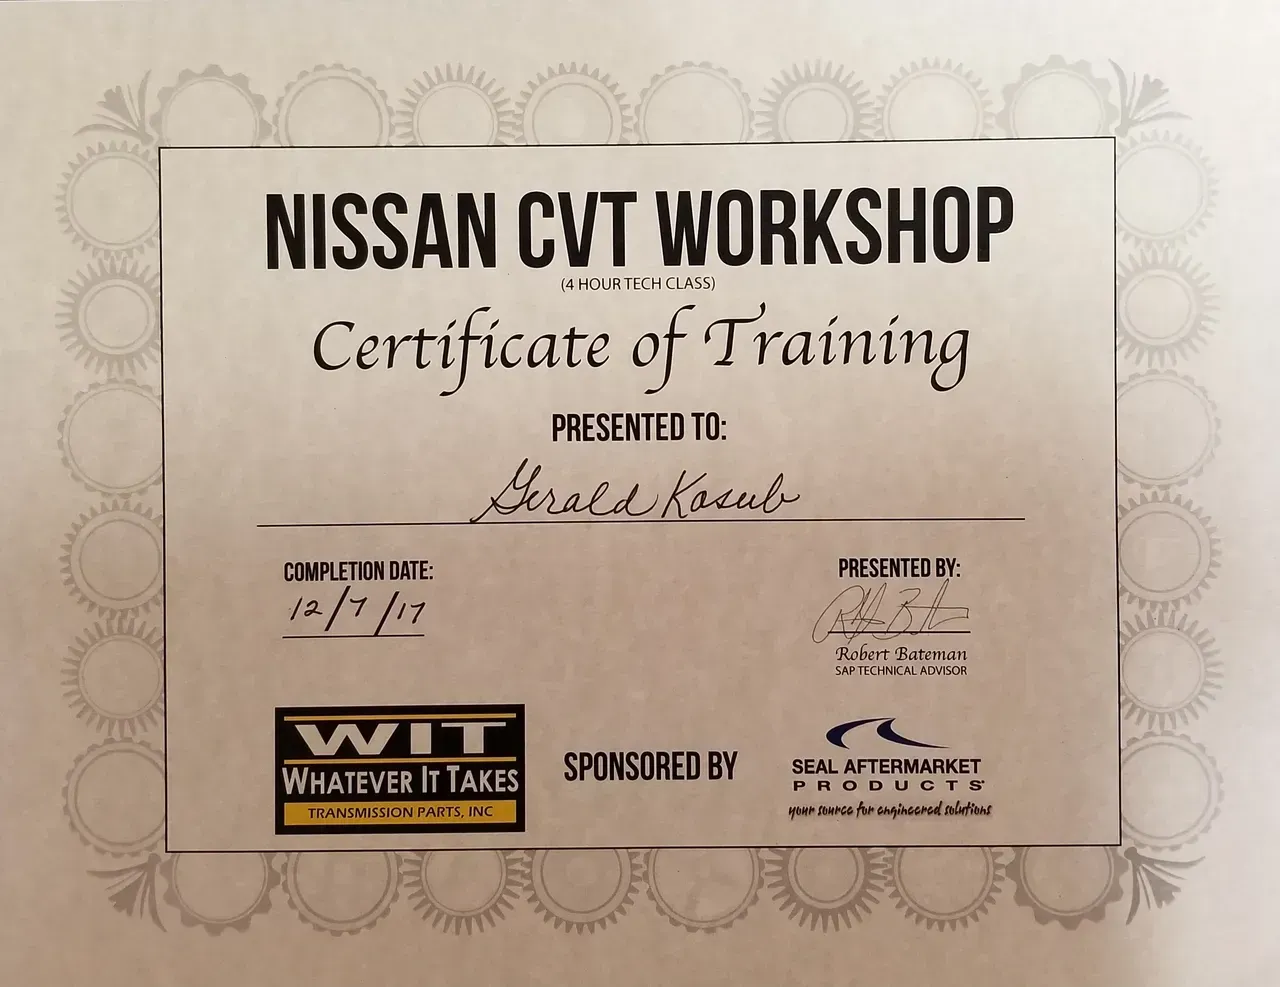 NISSAN CVT WORKSHOP
(4 HOUR TECH CLASS)
Certificate of Training
PRESENTED TO:
Gerald Kosub
COMPLETION DATE:
12/7/17
PRESENTED BY:
Robert Bateman
SAP TECHNICAL ADVISOR
WIT
WHATEVER IT TAKES
TRANSMISSION PARTS, INC
SPONSORED BY
SEAL AFTERMARKET
PRODUCTS
your source for engineered solutions